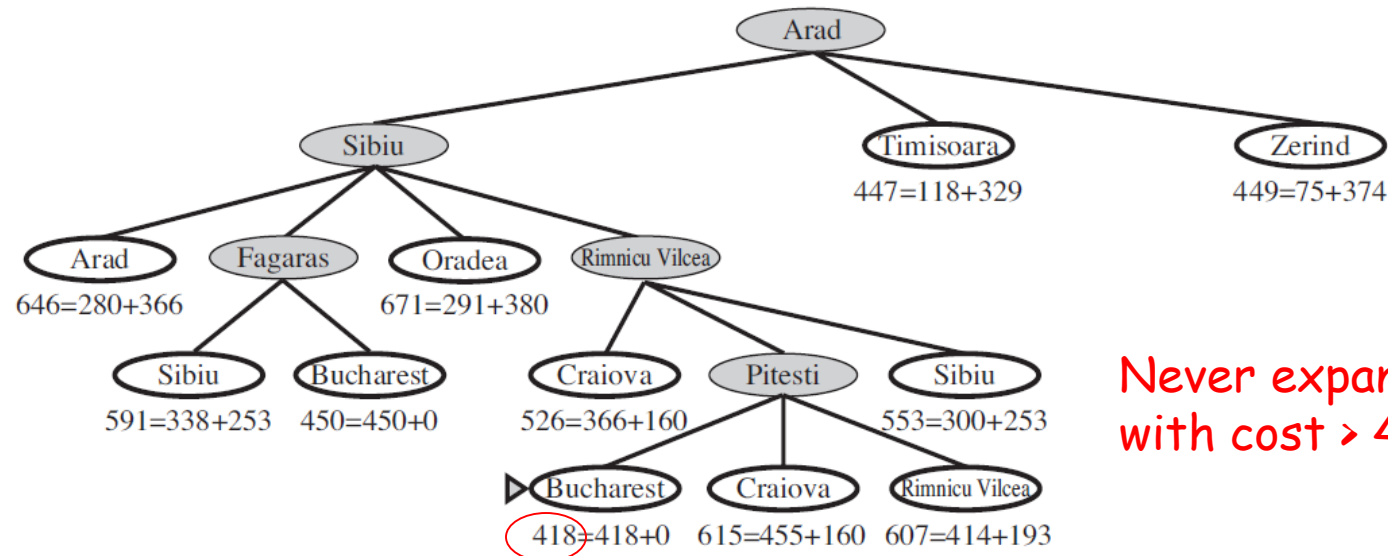 Arad
Sibiu
Timisoara
Zerind
447=118+329
449=75+374
Arad
Fagaras
Oradea
Rimnicu Vilcea
646=280+366
671=291+380
Sibiu
Bucharest
Craiova
Pitesti
Sibiu
591=338+253
450=450+0
526=366+160
553=300+253
Never expan
with cost > 4
Bucharest
Craiova
Rimnicu Vilcea
418=418+0
615=455+160
607=414+193